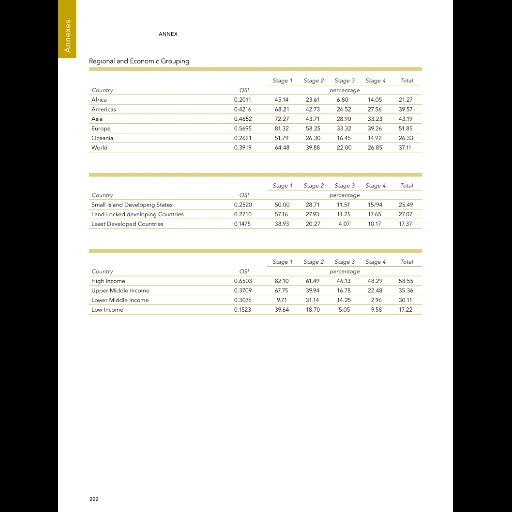 Annexes
ANNEX
Regional and Economic Grouping
Stage 1 Stage 2 Stage 3 Stage 4 Total
Country OSI percentage
Africa 0.2011 45.14 23.61 6.80 14.05 21.27
Americas 0.4216 68.21 42.73 24.52 27.56 39.57
Asia 0.4652 72.27 43.71 28.90 33.23 43.19
Europe 0.5695 81.32 58.25 33.32 39.26 51.85
Oceania 0.2621 51.79 26.30 16.45 14.92 26.33
World 0.3919 64.48 39.88 22.00 26.85 37.11
Stage 1 Stage 2 Stage 3 Stage 4 Total
Country OSI percentage
Small Island Developing States 0.2520 50.00 28.71 11.51 15/94 25.49
Land Locked developing Countries 0.2710 57.16 27.93 11.25 17.65 27.07
Least Developed Countries 0.1475 38.93 20.27 4.07 10.17 17.37
Stage 1 Stage 2 Stage 3 Stage 4 Total
Country OSI percentage
High Income 0.6503 82.10 61.49 46.13 48.29 58.55
Upper Middle Income 0.3709 67.75 39.94 16.78 22.48 35.36
Lower Middle Income 0.3076 9.71 31.14 14.25 2.96 30.11
Low Income 0.1523 39.64 18.70 5.05 9.58 17.22
222